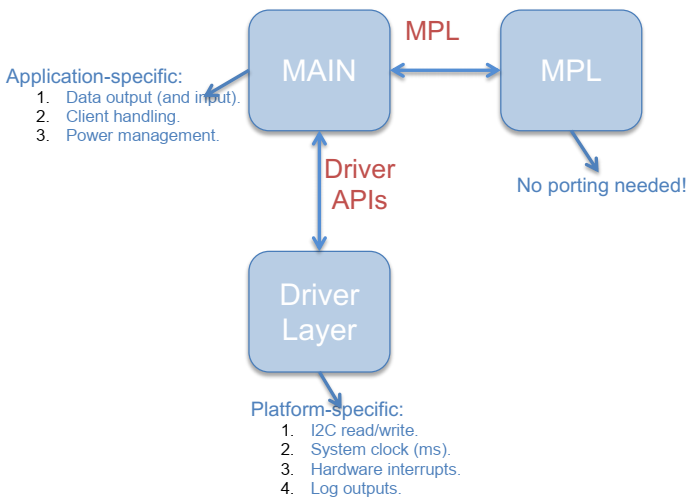 MPL
MAIN
MPL
Application-specific:
1. Data output (and input).
2. Client handling.
3. Power management.
Driver
APIs
No porting needed!
Driver
Layer
Platform-specific:
1. I2C read/write.
2. System clock (ms).
3. Hardware interrupts.
4. Log outputs.